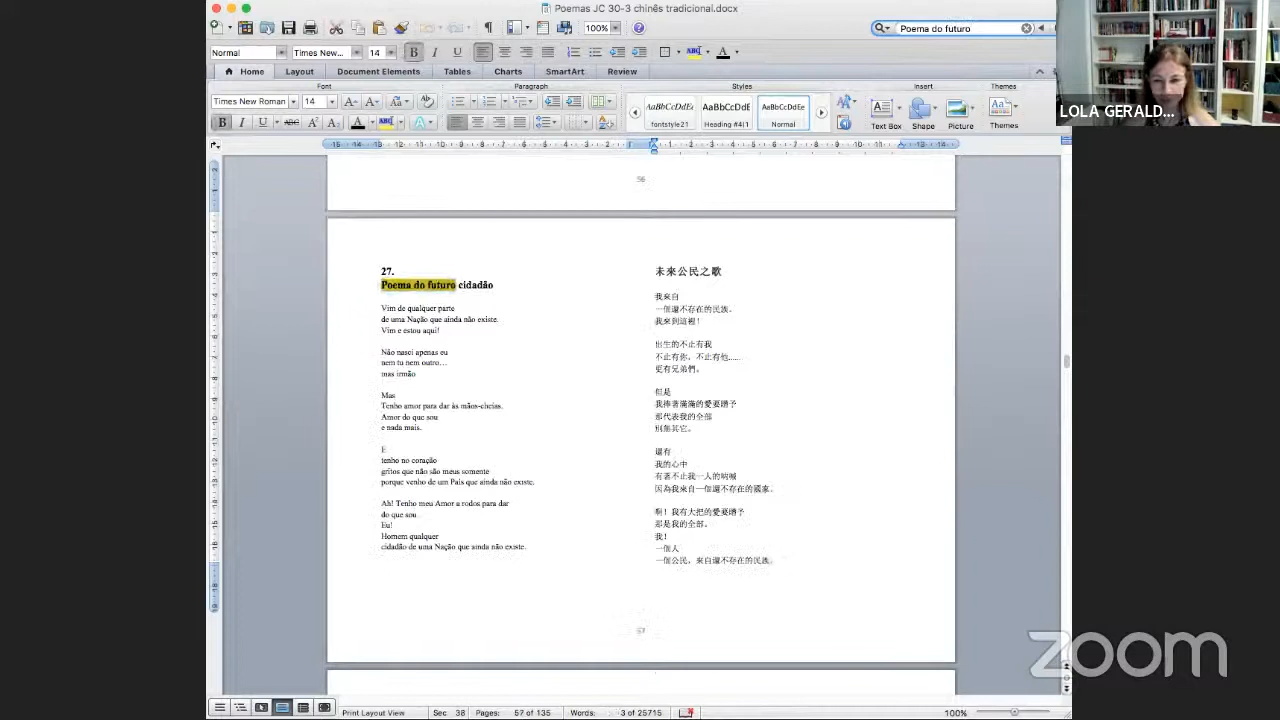 Poemas JC 30-3 chinês tradicional.docx
100%
Poema do futuro
Normal
Times New...
14
B I U
Home
Layout
Document Elements
Tables
Charts
SmartArt
Review
Font
Paragraph
Styles
Insert
Themes
Times New Roman
14
AaBbCcDdEe
AaBbCcDdE
AaBbCcDdEe
fontstyle21
Heading #4(1
Normal
Text Box
Shape
Picture
Themes
LOLA GERALD...
56
27.
Poema do futuro cidadão
Vim de qualquer parte
de uma Nação que ainda não existe.
Vim e estou aqui!
Não nasci apenas eu
nem tu nem outro…
mas irmão
Mas
Tenho amor para dar às mãos-cheias.
Amor do que sou
e nada mais.
E
tenho no coração
gritos que não são meus somente
porque venho de um País que ainda não existe.
Ah! Tenho meu Amor a rodos para dar
do que sou.
Eu!
Homem qualquer
cidadão de uma Nação que ainda não existe.
未來公民之歌
我來自
一個還不存在的民族。
我來到這裡！
出生的不止有我
不止有你，不止有他......
更有兄弟們。
但是
我捧著滿滿的愛要贈予
那代表我的全部
別無其它。
還有
我的心中
有著不止我一人的吶喊
因為我來自一個還不存在的國家。
啊！我有大把的愛要贈予
那是我的全部。
我！
一個人
一個公民，來自還不存在的民族。
57
zoom
Print Layout View
Sec 38
Pages: 57 of 135
Words: 3 of 25715
100%